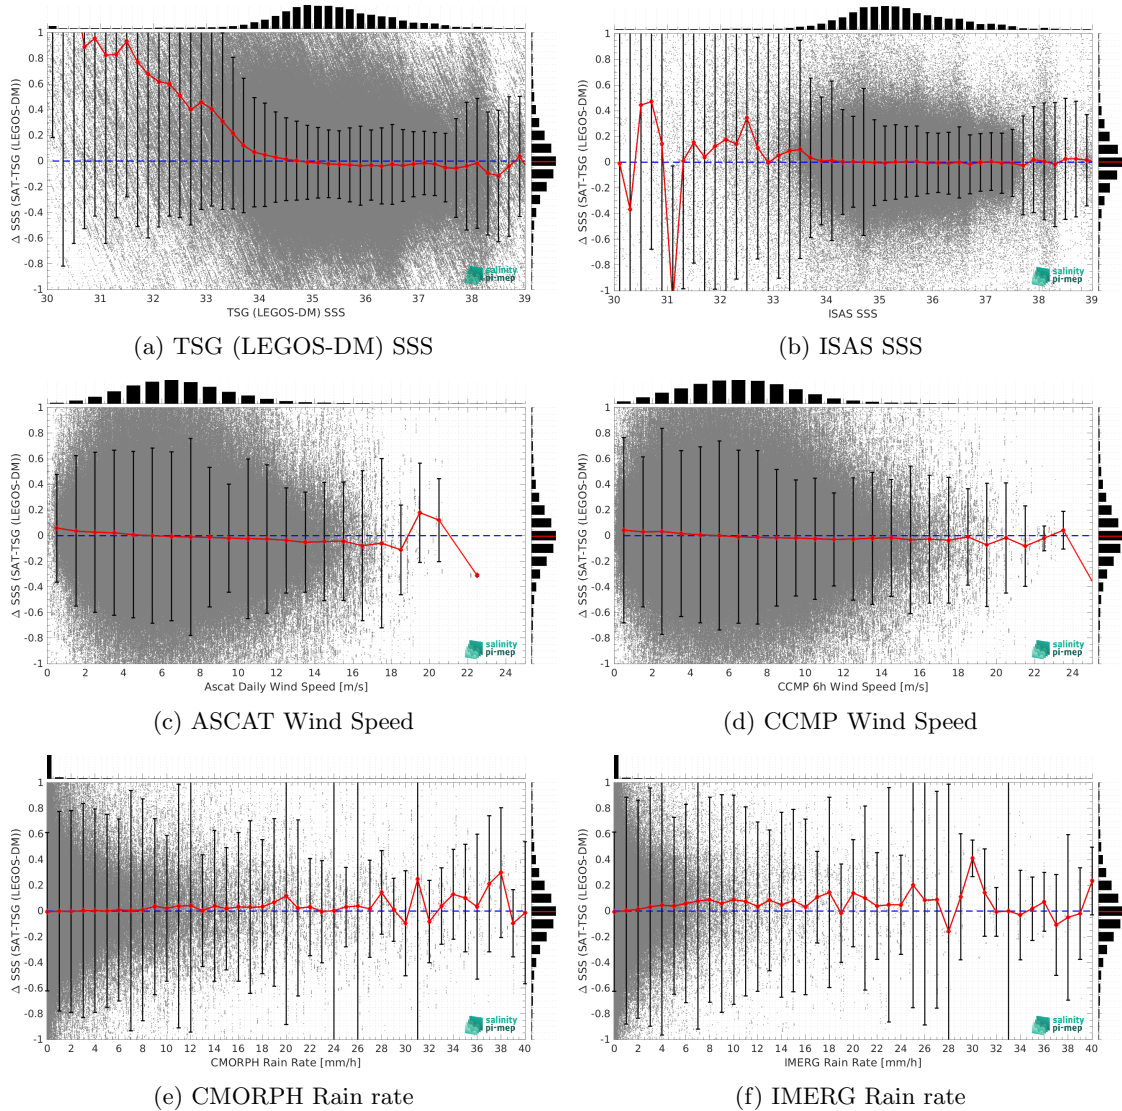 1
0.8
0.6
0.4
0.2
0
-0.2
-0.4
-0.6
-0.8
-1
Δ SSS (SAT-TSG (LEGOS-DM))
salinity
pi-mep
30 31 32 33 34 35 36 37 38 39
TSG (LEGOS-DM) SSS
(a) TSG (LEGOS-DM) SSS
1
0.8
0.6
0.4
0.2
0
-0.2
-0.4
-0.6
-0.8
-1
Δ SSS (SAT-TSG (LEGOS-DM))
salinity
pi-mep
30 31 32 33 34 35 36 37 38 39
ISAS SSS
(b) ISAS SSS
1
0.8
0.6
0.4
0.2
0
-0.2
-0.4
-0.6
-0.8
-1
Δ SSS (SAT-TSG (LEGOS-DM))
salinity
pi-mep
0 2 4 6 8 10 12 14 16 18 20 22 24
Ascat Daily Wind Speed [m/s]
(c) ASCAT Wind Speed
1
0.8
0.6
0.4
0.2
0
-0.2
-0.4
-0.6
-0.8
-1
Δ SSS (SAT-TSG (LEGOS-DM))
salinity
pi-mep
0 2 4 6 8 10 12 14 16 18 20 22 24
CCMP 6h Wind Speed [m/s]
(d) CCMP Wind Speed
1
0.8
0.6
0.4
0.2
0
-0.2
-0.4
-0.6
-0.8
-1
Δ SSS (SAT-TSG (LEGOS-DM))
salinity
pi-mep
0 2 4 6 8 10 12 14 16 18 20 22 24 26 28 30 32 34 36 38 40
CMORPH Rain Rate [mm/h]
(e) CMORPH Rain rate
1
0.8
0.6
0.4
0.2
0
-0.2
-0.4
-0.6
-0.8
-1
Δ SSS (SAT-TSG (LEGOS-DM))
salinity
pi-mep
0 2 4 6 8 10 12 14 16 18 20 22 24 26 28 30 32 34 36 38 40
IMERG Rain Rate [mm/h]
(f) IMERG Rain rate